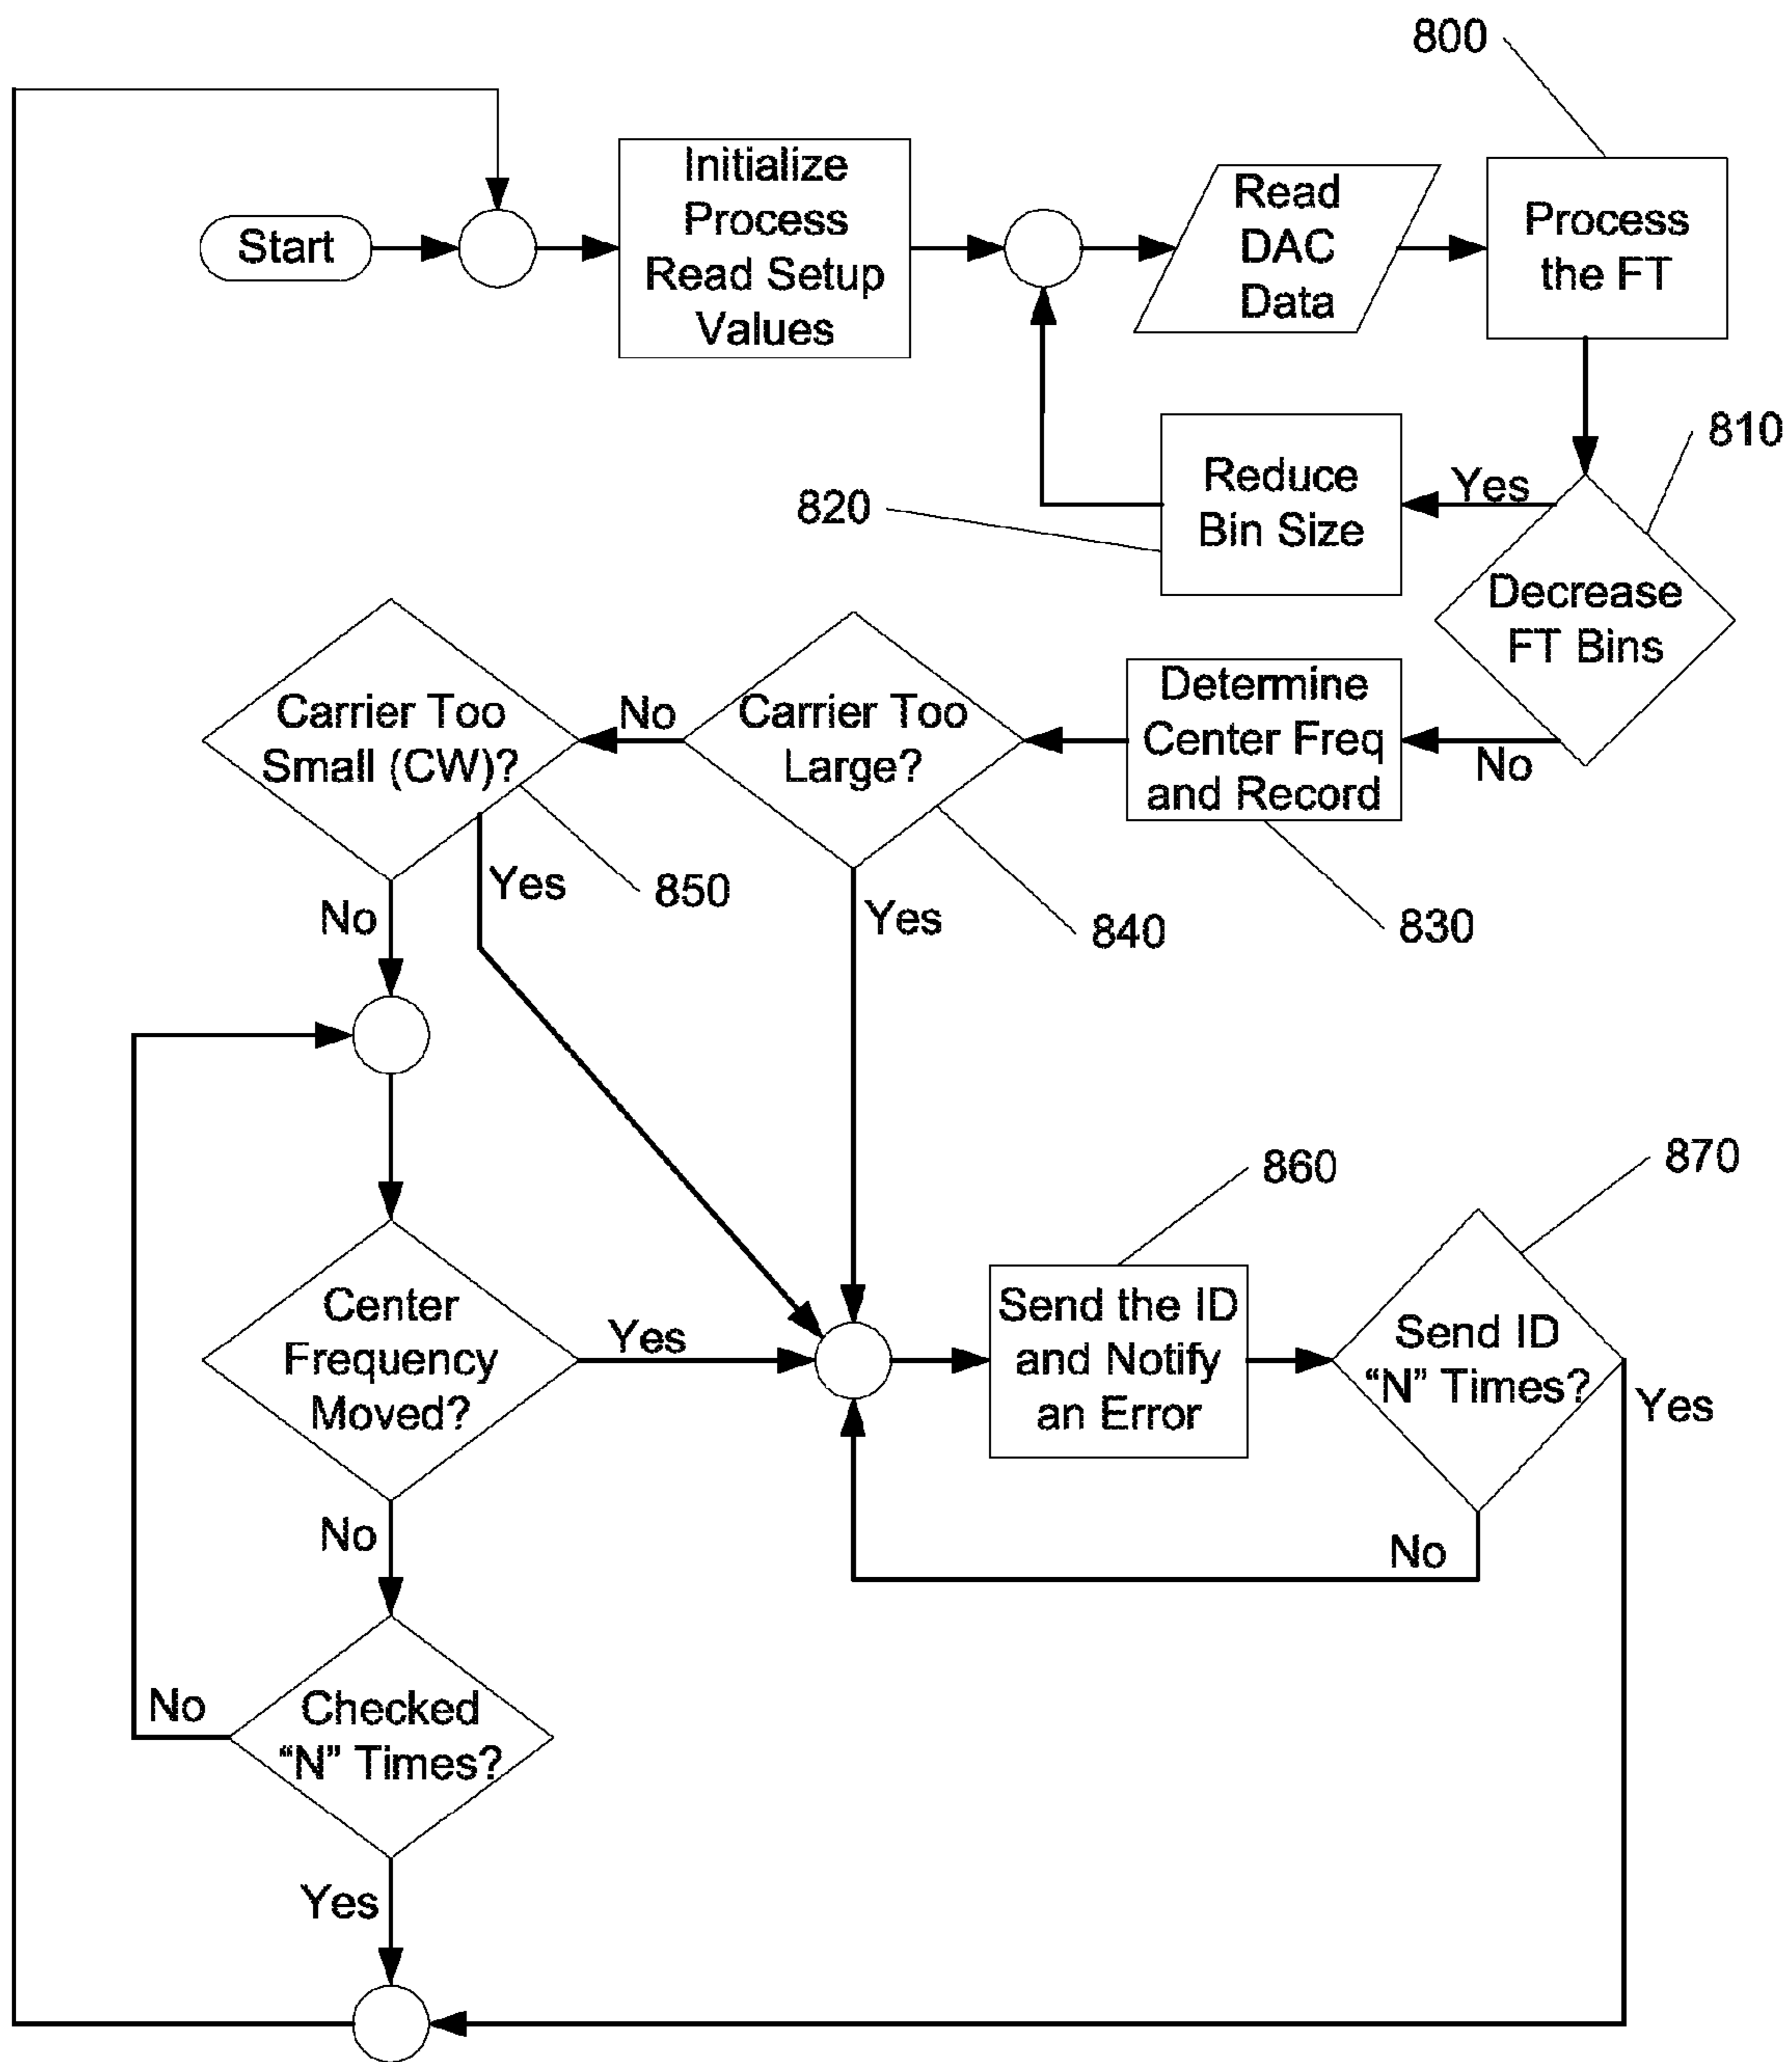 800
Start
Initialize
Process
Read Setup
Values
Read
DAC
Data
Process
the FT
810
Yes
Reduce
Bin Size
820
Decrease
FT Bins
No
Determine
Center Freq
and Record
830
Carrier Too
Large?
No
840
Yes
Carrier Too
Small (CW)?
850
Yes
No
Center
Frequency
Moved?
Yes
No
860
Send the ID
and Notify
an Error
870
Send ID
“N” Times?
Yes
No
Checked
“N” Times?
No
Yes